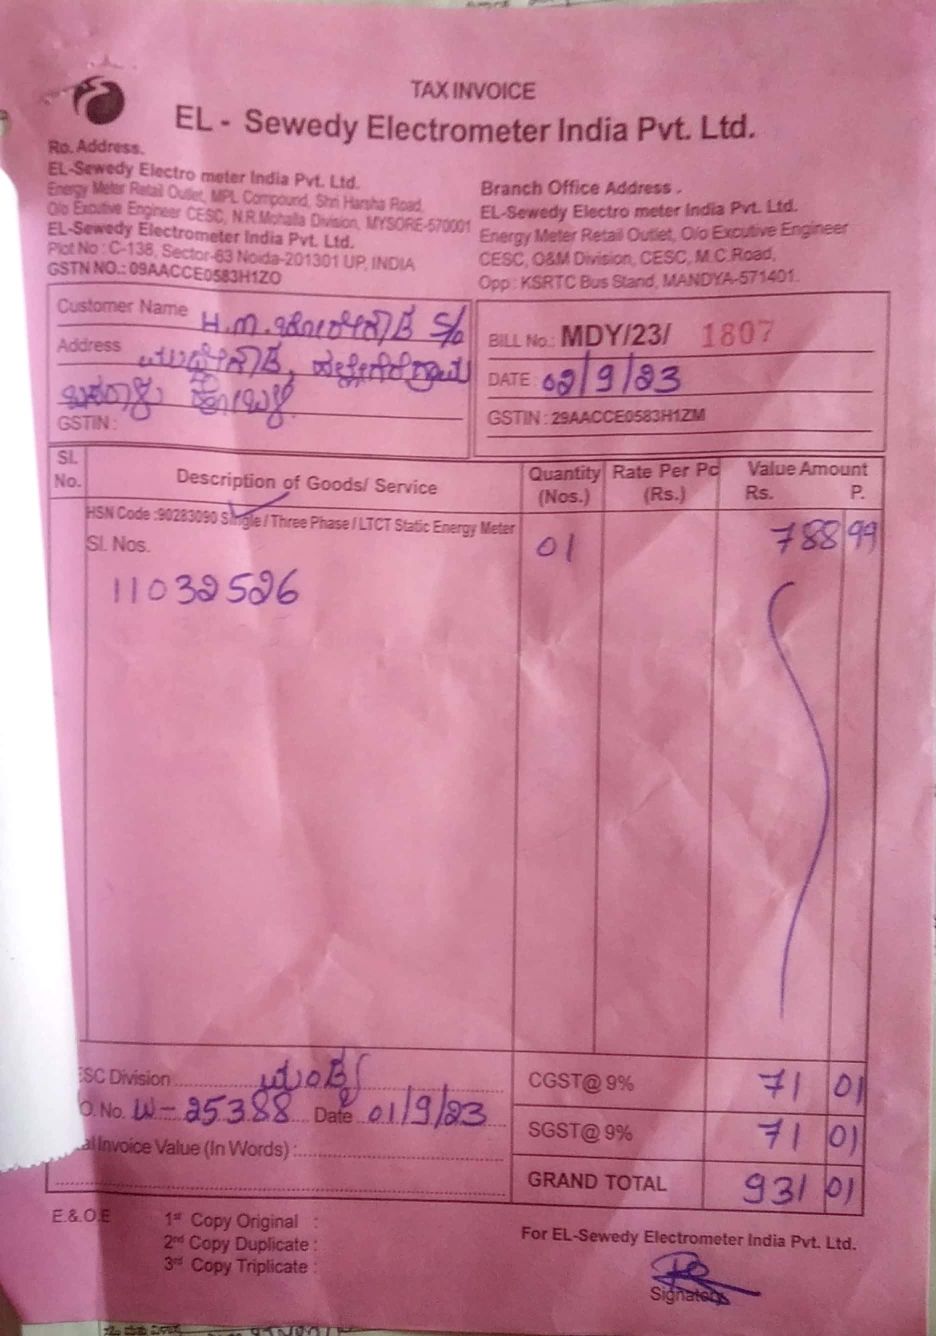 TAX INVOICE
EL - Sewedy Electrometer India Pvt. Ltd.
Ro. Address.
EL-Sewedy Electro meter India Pvt. Ltd.
Energy Meter Retail Outlet, MPL Compound, Shri Harsha Road,
O/o Excutive Engineer CESC, N.R.Mohalla Division, MYSORE-570001
EL-Sewedy Electrometer India Pvt. Ltd.
Plot No : C-138, Sector-63 Noida-201301 UP, INDIA
GSTN NO.: 09AACCE0583H1ZO
Branch Office Address .
EL-Sewedy Electro meter India Pvt. Ltd.
Energy Meter Retail Outlet, O/o Excutive Engineer
CESC, O&M Division, CESC, M.C.Road,
Opp : KSRTC Bus Stand, MANDYA-571401.
Customer Name H.M. S/o
Address
GSTIN :
BILL No.: MDY/23/ 1807
DATE : 02/9/23
GSTIN : 29AACCE0583H1ZM
Sl. No. Description of Goods/ Service Quantity (Nos.) Rate Per Pc (Rs.) Value Amount Rs. P.
HSN Code :90283090 Single / Three Phase / LTCT Static Energy Meter
Sl. Nos. 01 788 99
11032526
SC Division
O. No. W-25388 Date 01/9/23
al Invoice Value (In Words) :
CGST@ 9% 71 01
SGST@ 9% 71 01
GRAND TOTAL 931 01
E.&.O.E
1st Copy Original :
2nd Copy Duplicate :
3rd Copy Triplicate :
For EL-Sewedy Electrometer India Pvt. Ltd.
Signatory